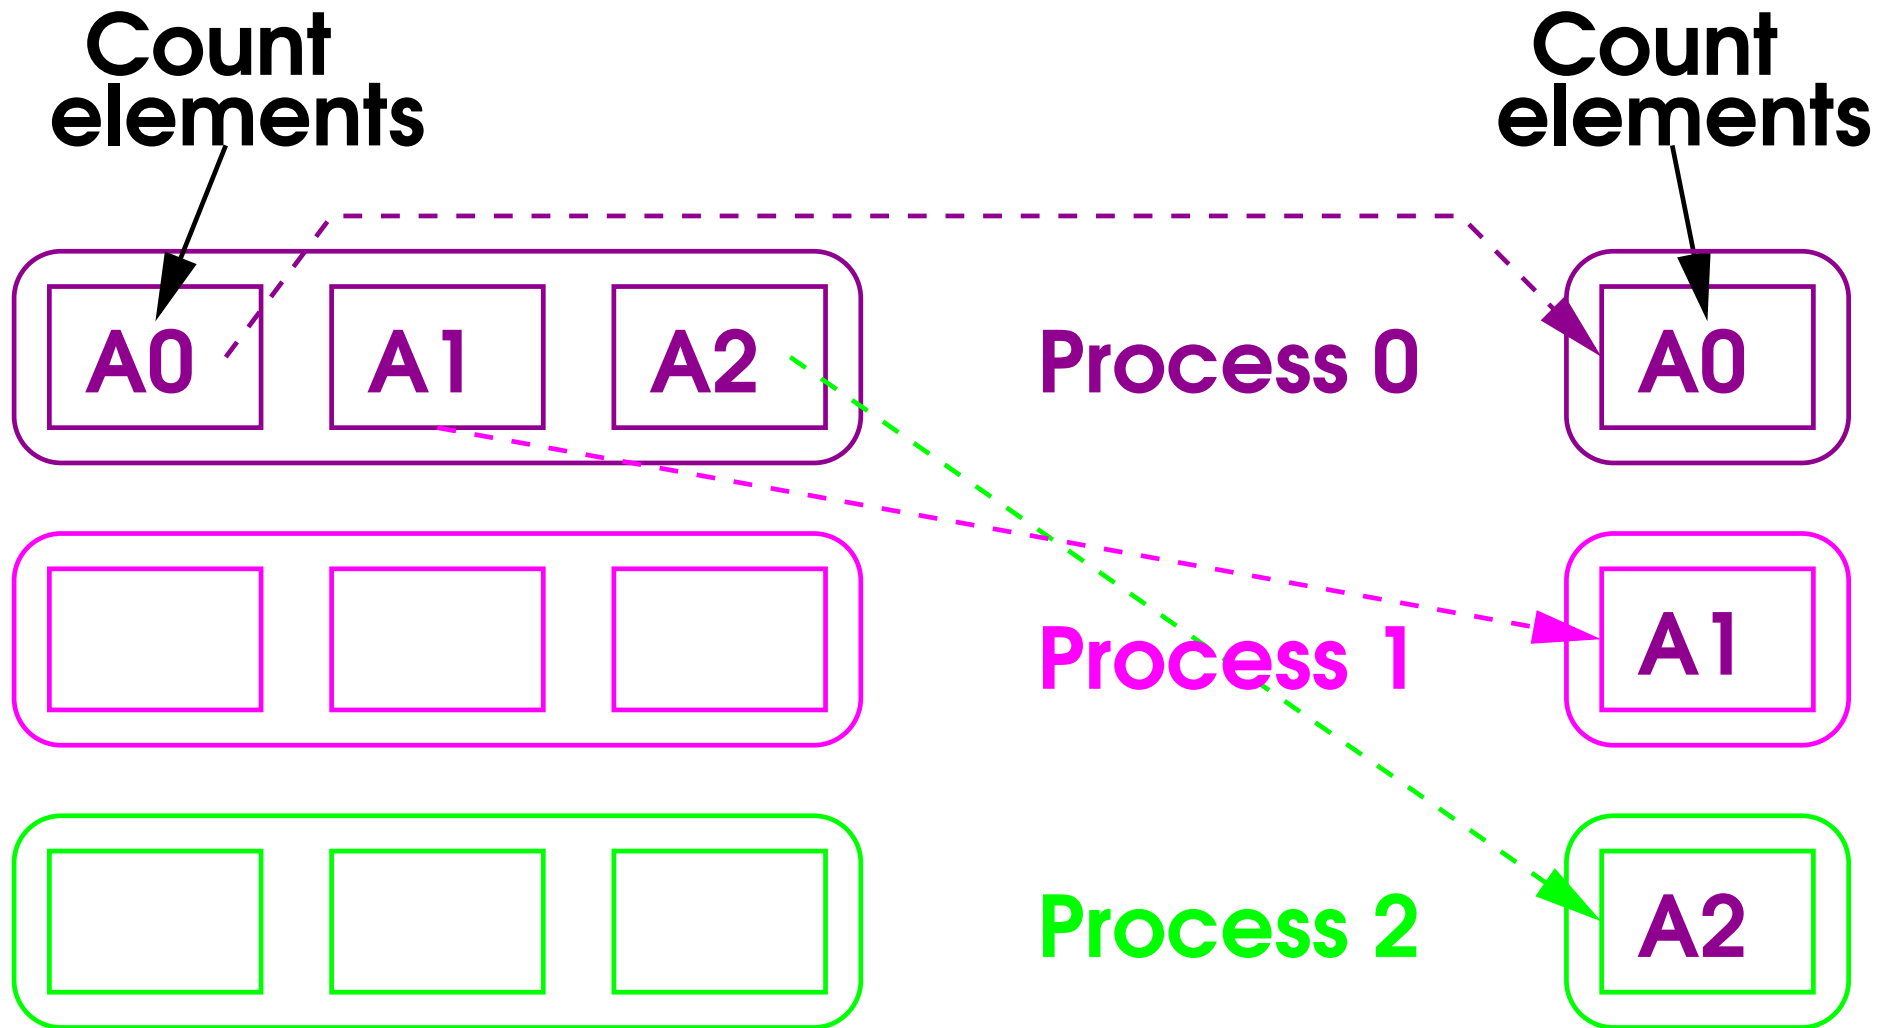 Count
elements
Count
elements
A0 A1 A2 Process 0 A0
Process 1 A1
Process 2 A2